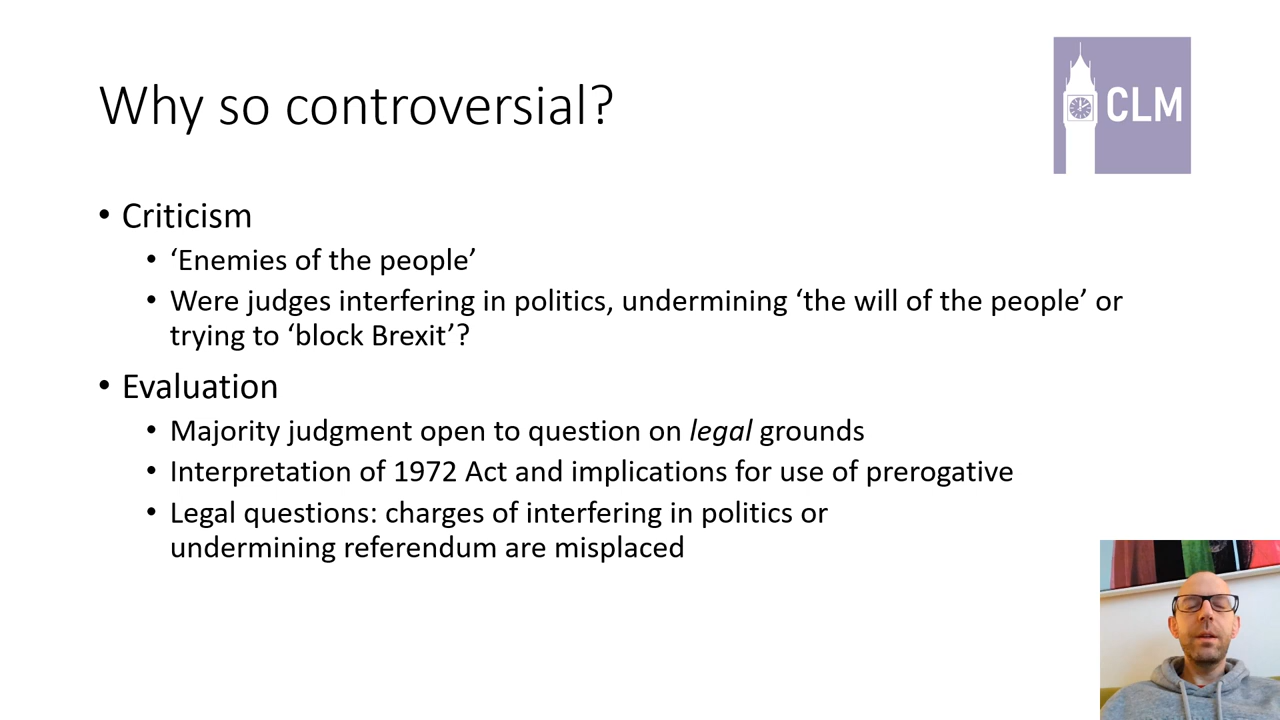 Why so controversial?
CLM
• Criticism
• ‘Enemies of the people’
• Were judges interfering in politics, undermining ‘the will of the people’ or
trying to ‘block Brexit’?
• Evaluation
• Majority judgment open to question on legal grounds
• Interpretation of 1972 Act and implications for use of prerogative
• Legal questions: charges of interfering in politics or
undermining referendum are misplaced